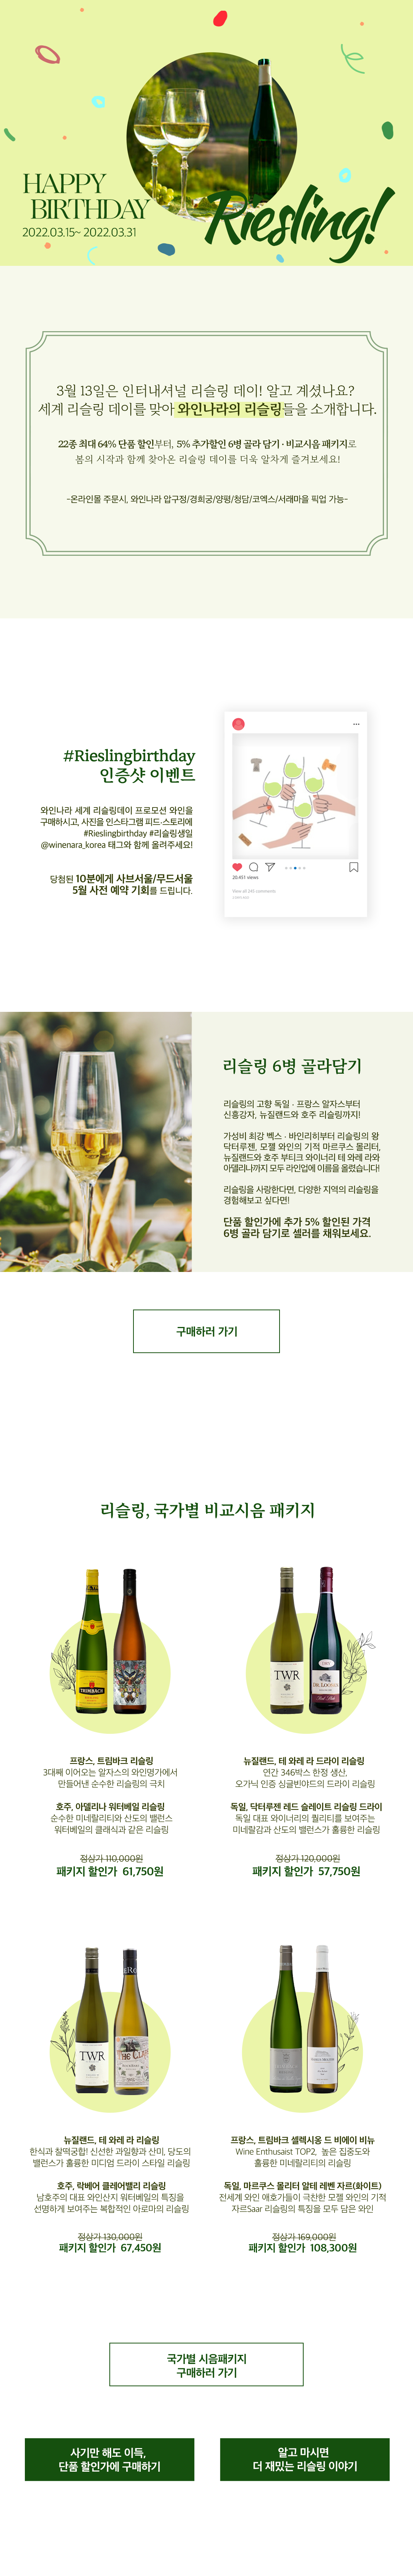 HAPPY
BIRTHDAY
Riesling!
2022.03.15~ 2022.03.31
3월 13일은 인터내셔널 리슬링 데이! 알고 계셨나요?
세계 리슬링 데이를 맞아 와인나라의 리슬링들을 소개합니다.
22종 최대 64% 단품 할인부터, 5% 추가할인 6병 골라 담기 · 비교시음 패키지로
봄의 시작과 함께 찾아온 리슬링 데이를 더욱 알차게 즐겨보세요!
-온라인몰 주문시, 와인나라 압구정/경희궁/양평/청담/코엑스/서래마을 픽업 가능-
#Rieslingbirthday
인증샷 이벤트
와인나라 세계 리슬링데이 프로모션 와인을
구매하시고, 사진을 인스타그램 피드·스토리에
#Rieslingbirthday #리슬링생일
@winenara_korea 태그와 함께 올려주세요!
당첨된 10분에게 사브서울/무드서울
5월 사전 예약 기회를 드립니다.
20,451 views
View all 245 comments
리슬링 6병 골라담기
리슬링의 고향 독일 · 프랑스 알자스부터
신흥강자, 뉴질랜드와 호주 리슬링까지!
가성비 최강 벡스 · 바인리히부터 리슬링의 왕
닥터루젠, 모젤 와인의 기적 마르쿠스 몰리터,
뉴질랜드와 호주 부티크 와이너리 테 와레 라와
아델리나까지 모두 라인업에 이름을 올렸습니다!
리슬링을 사랑한다면, 다양한 지역의 리슬링을
경험해보고 싶다면!
단품 할인가에 추가 5% 할인된 가격
6병 골라 담기로 셀러를 채워보세요.
구매하러 가기
리슬링, 국가별 비교시음 패키지
TRIMBACH
TWR
DR. LOOSEN
프랑스, 트림바크 리슬링
3대째 이어오는 알자스의 와인명가에서
만들어낸 순수한 리슬링의 극치
호주, 아델리나 워터베일 리슬링
순수한 미네랄리티와 산도의 밸런스
워터베일의 클래식과 같은 리슬링
정상가 110,000원
패키지 할인가 61,750원
뉴질랜드, 테 와레 라 드라이 리슬링
연간 346박스 한정 생산,
오가닉 인증 싱글빈야드의 드라이 리슬링
독일, 닥터루젠 레드 슬레이트 리슬링 드라이
독일 대표 와이너리의 퀄리티를 보여주는
미네랄감과 산도의 밸런스가 훌륭한 리슬링
정상가 120,000원
패키지 할인가 57,750원
TWR
뉴질랜드, 테 와레 라 리슬링
한식과 찰떡궁합! 신선한 과일향과 산미, 당도의
밸런스가 훌륭한 미디엄 드라이 스타일 리슬링
호주, 락베어 클레어밸리 리슬링
남호주의 대표 와인산지 워터베일의 특징을
선명하게 보여주는 복합적인 아로마의 리슬링
정상가 130,000원
패키지 할인가 67,450원
프랑스, 트림바크 셀렉시옹 드 비에이 비뉴
Wine Enthusaist TOP2, 높은 집중도와
훌륭한 미네랄리티의 리슬링
독일, 마르쿠스 몰리터 알테 레벤 자르(화이트)
전세계 와인 애호가들이 극찬한 모젤 와인의 기적
자르Saar 리슬링의 특징을 모두 담은 와인
정상가 169,000원
패키지 할인가 108,300원
국가별 시음패키지
구매하러 가기
사기만 해도 이득,
단품 할인가에 구매하기
알고 마시면
더 재밌는 리슬링 이야기